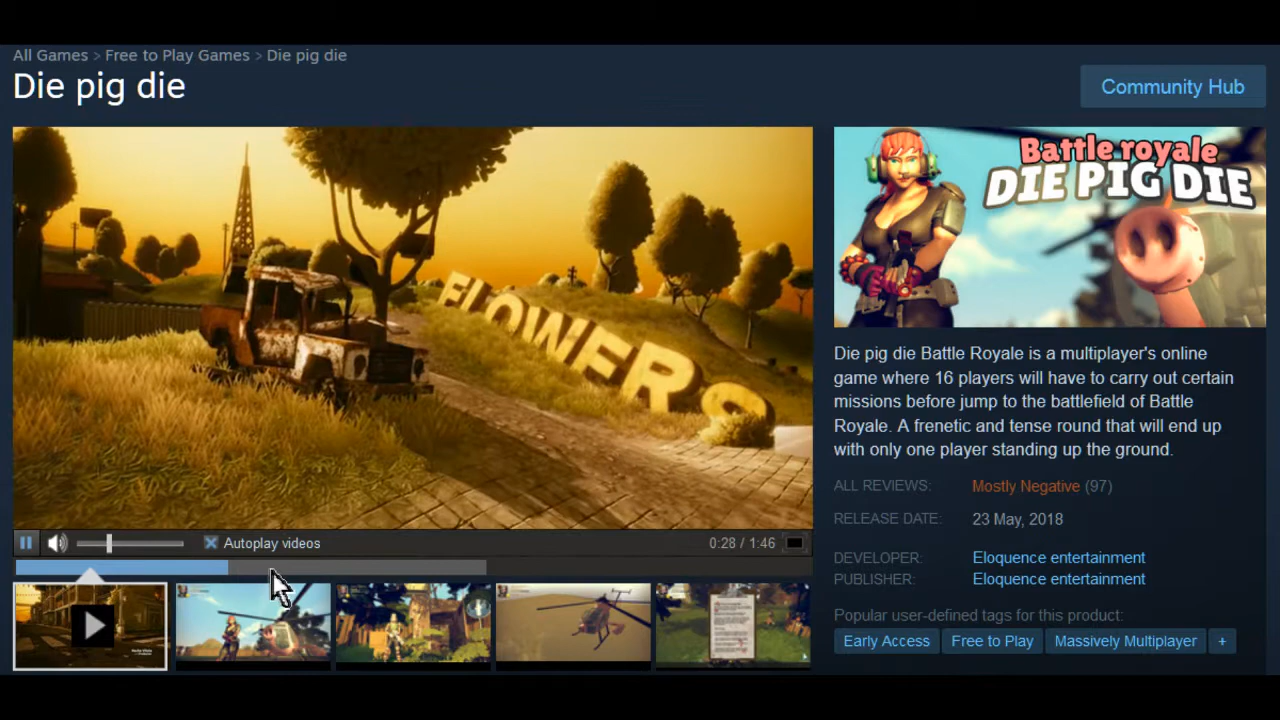 All Games > Free to Play Games > Die pig die
Die pig die
Community Hub
FLOWERS
Battle royale
DIE PIG DIE
Die pig die Battle Royale is a multiplayer's online
game where 16 players will have to carry out certain
missions before jump to the battlefield of Battle
Royale. A frenetic and tense round that will end up
with only one player standing up the ground.
ALL REVIEWS: Mostly Negative (97)
RELEASE DATE: 23 May, 2018
DEVELOPER: Eloquence entertainment
PUBLISHER: Eloquence entertainment
Popular user-defined tags for this product:
Early Access Free to Play Massively Multiplayer +
Autoplay videos 0:28 / 1:46